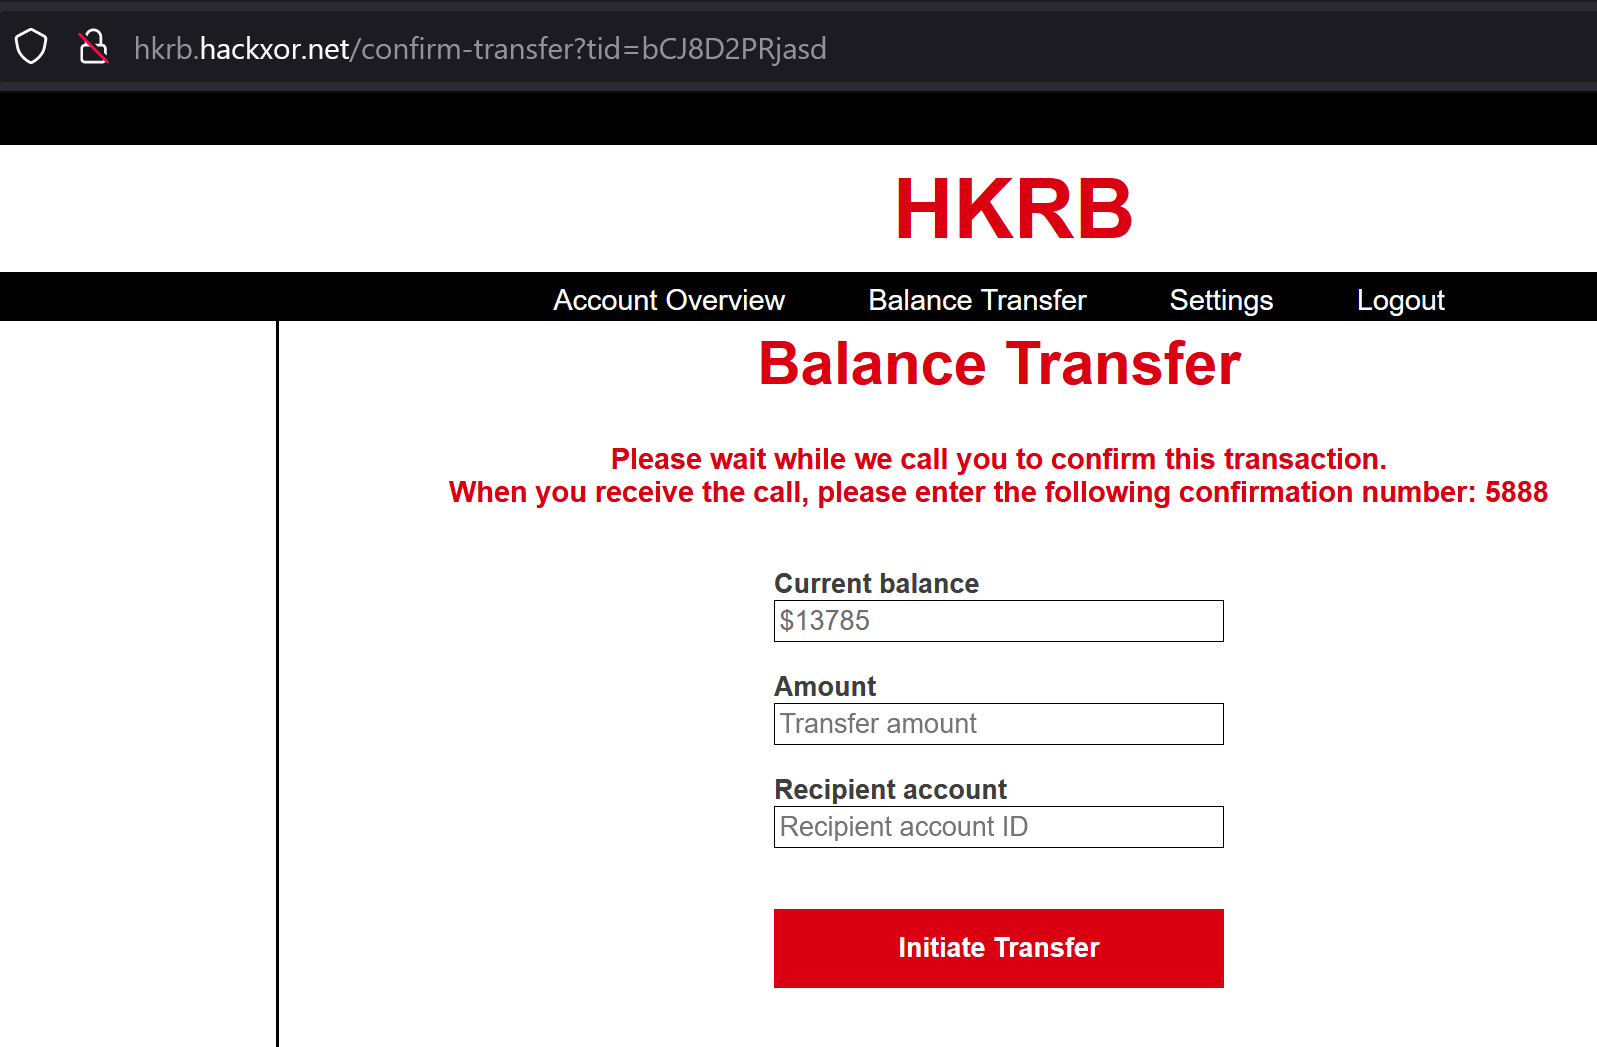 hkrb.hackxor.net/confirm-transfer?tid=bCJ8D2PRjasd
HKRB
Account Overview Balance Transfer Settings Logout
Balance Transfer
Please wait while we call you to confirm this transaction.
When you receive the call, please enter the following confirmation number: 5888
Current balance
$13785
Amount
Transfer amount
Recipient account
Recipient account ID
Initiate Transfer